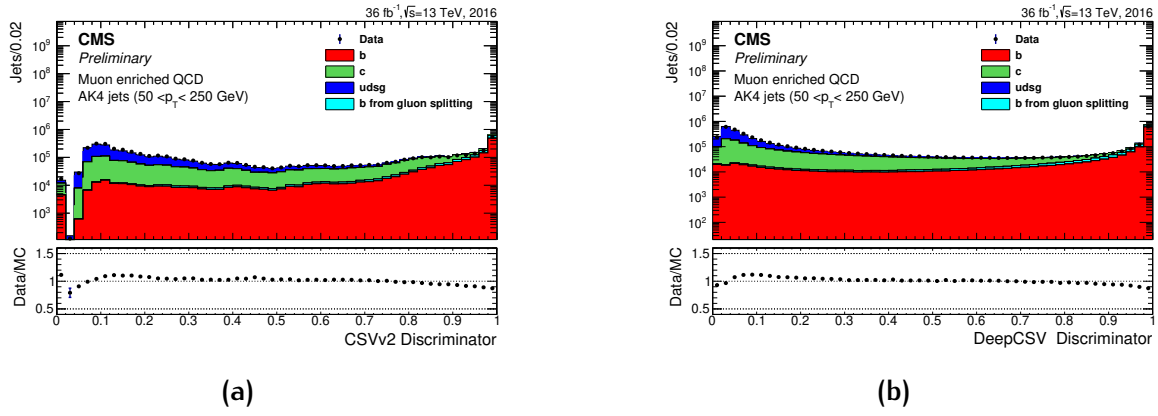 36 fb⁻¹,√s=13 TeV, 2016
Jets/0.02
10⁹
10⁸
10⁷
10⁶
10⁵
10⁴
10³
CMS
Preliminary
Muon enriched QCD
AK4 jets (50 <p_T< 250 GeV)
Data
b
c
udsg
b from gluon splitting
Data/MC
1.5
1
0.5
0 0.1 0.2 0.3 0.4 0.5 0.6 0.7 0.8 0.9 1
CSVv2 Discriminator
(a)
36 fb⁻¹,√s=13 TeV, 2016
Jets/0.02
10⁹
10⁸
10⁷
10⁶
10⁵
10⁴
10³
10²
CMS
Preliminary
Muon enriched QCD
AK4 jets (50 <p_T< 250 GeV)
Data
b
c
udsg
b from gluon splitting
Data/MC
1.5
1
0.5
0 0.1 0.2 0.3 0.4 0.5 0.6 0.7 0.8 0.9 1
DeepCSV Discriminator
(b)